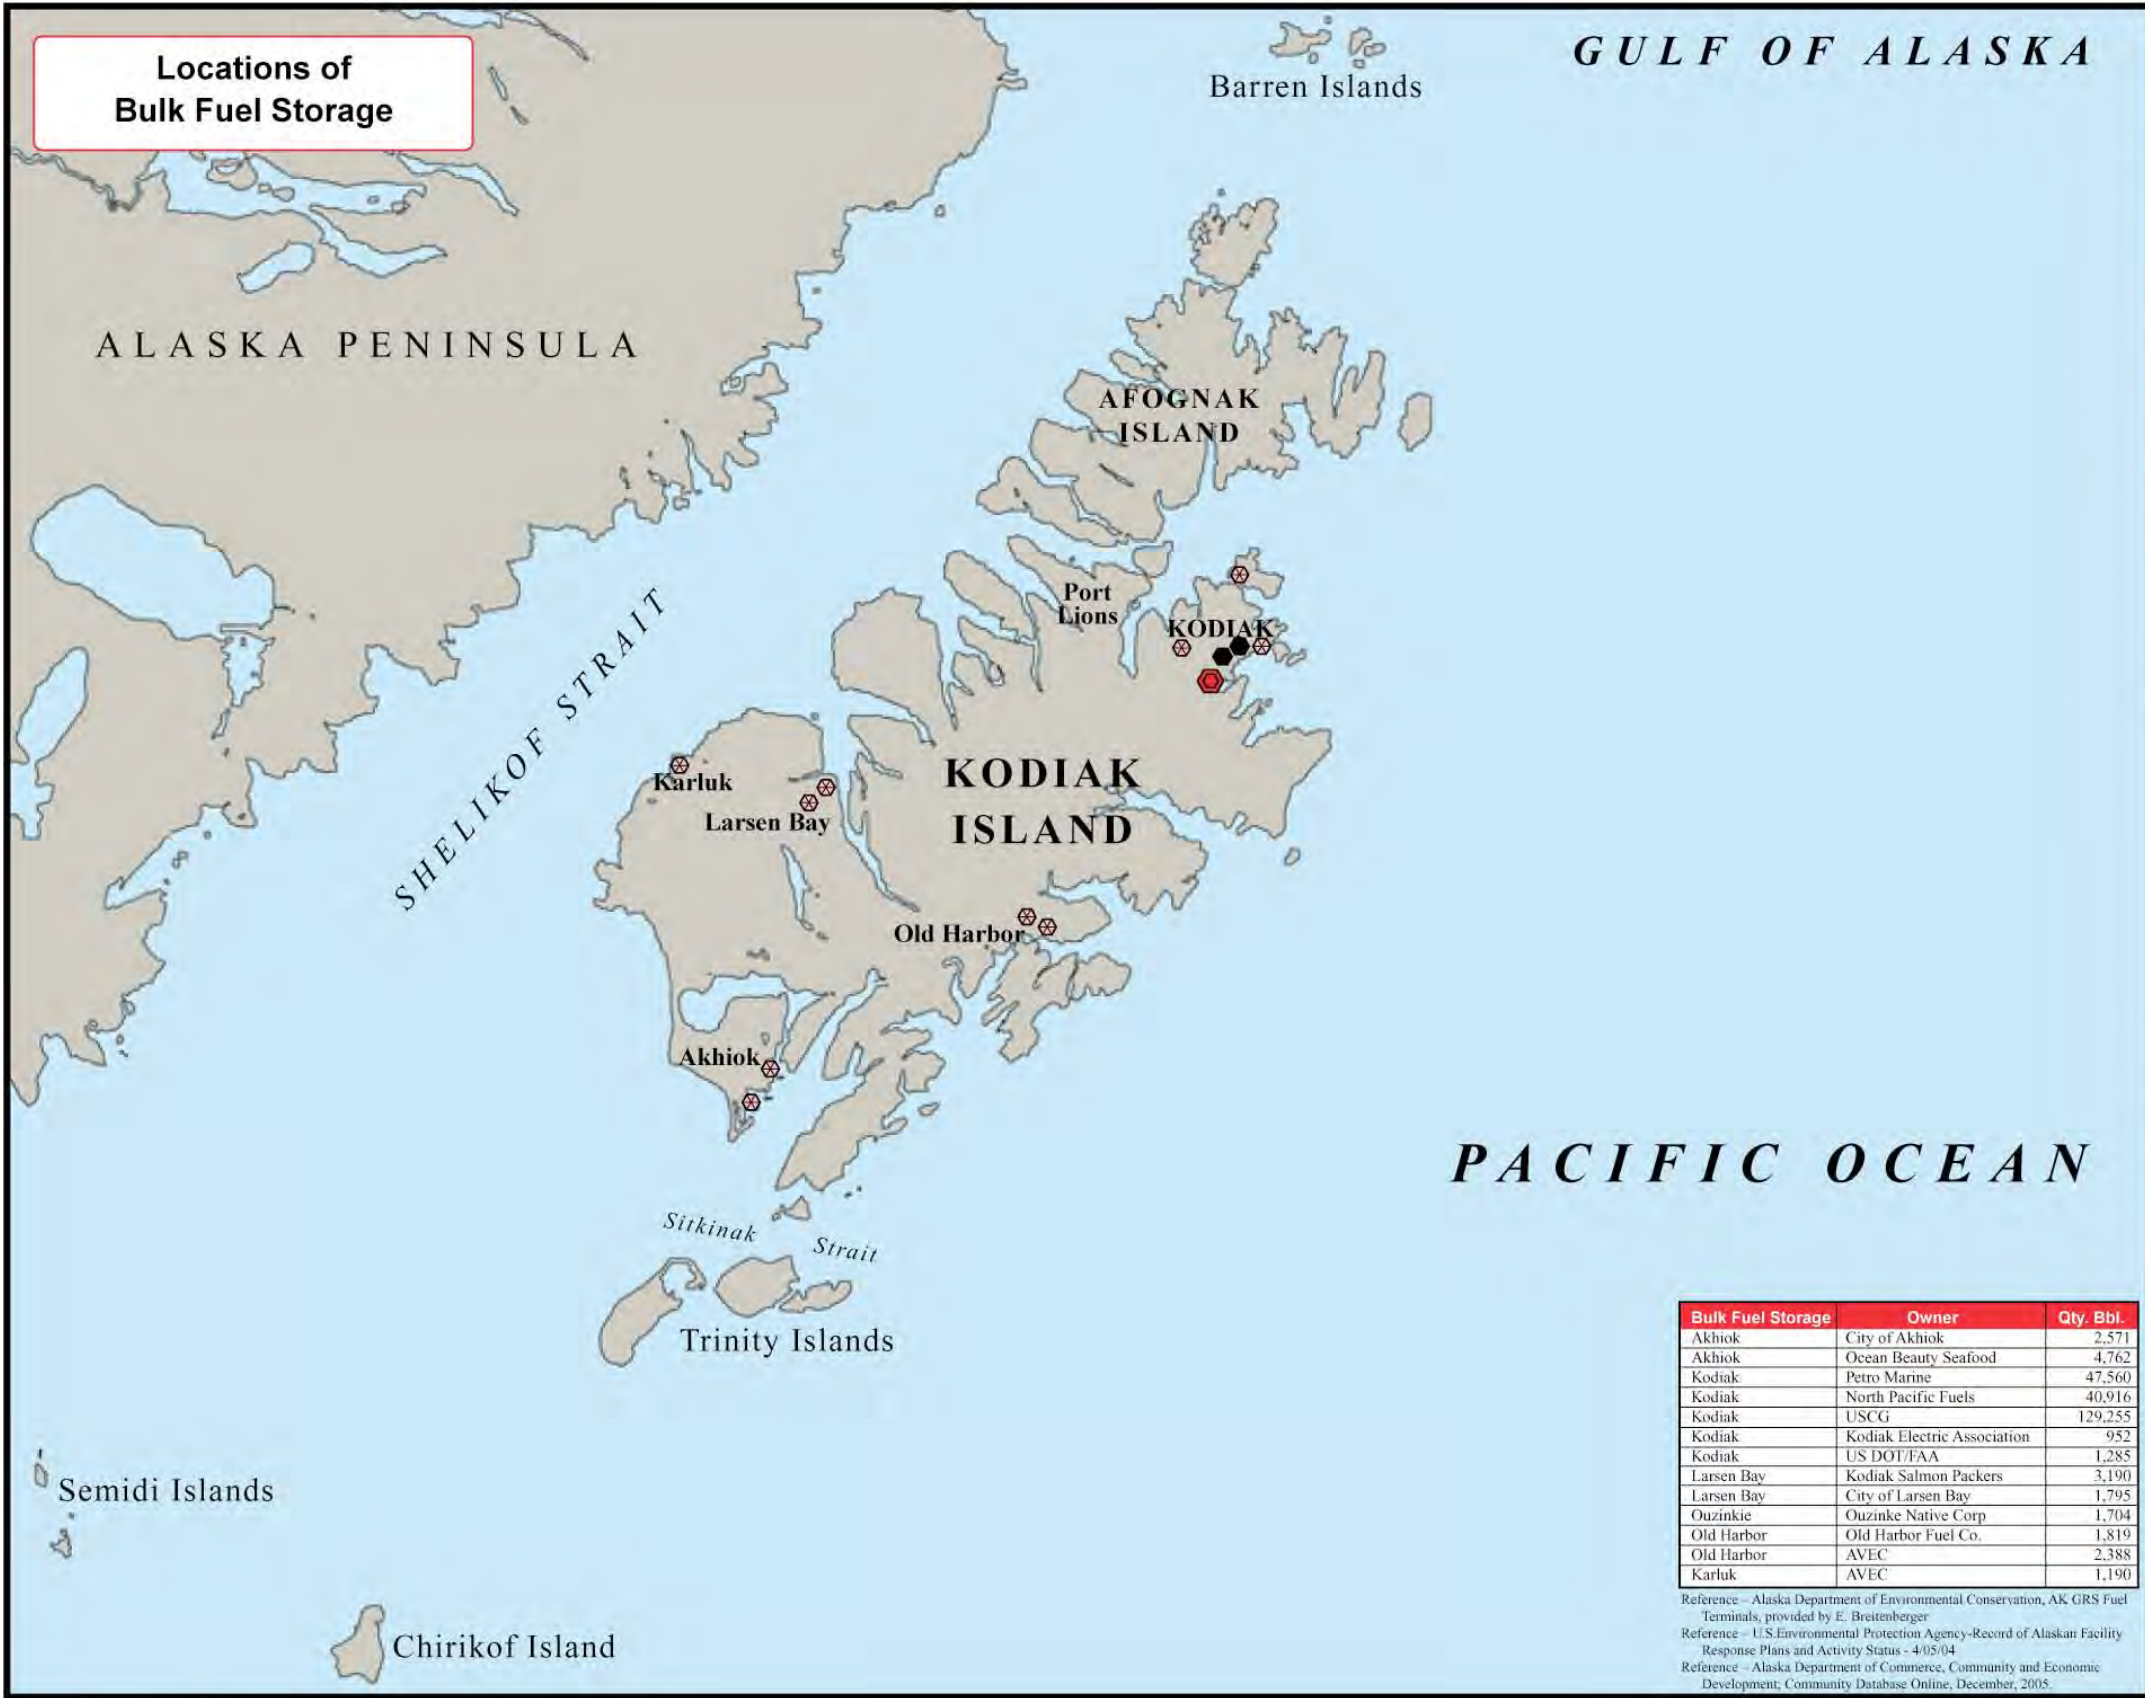 Locations of
Bulk Fuel Storage
GULF OF ALASKA
Barren Islands
ALASKA PENINSULA
AFOGNAK
ISLAND
Port
Lions
KODIAK
SHELIKOF STRAIT
Karluk
Larsen Bay
KODIAK
ISLAND
Old Harbor
Akhiok
PACIFIC OCEAN
Sitkinak Strait
Trinity Islands
Semidi Islands
Chirikof Island
Bulk Fuel Storage Owner Qty. Bbl.
Akhiok City of Akhiok 2,571
Akhiok Ocean Beauty Seafood 4,762
Kodiak Petro Marine 47,560
Kodiak North Pacific Fuels 40,916
Kodiak USCG 129,255
Kodiak Kodiak Electric Association 952
Kodiak US DOT/FAA 1,285
Larsen Bay Kodiak Salmon Packers 3,190
Larsen Bay City of Larsen Bay 1,795
Ouzinkie Ouzinke Native Corp 1,704
Old Harbor Old Harbor Fuel Co. 1,819
Old Harbor AVEC 2,388
Karluk AVEC 1,190
Reference – Alaska Department of Environmental Conservation, AK GRS Fuel
Terminals, provided by E. Breitenberger
Reference – U.S.Environmental Protection Agency-Record of Alaskan Facility
Response Plans and Activity Status - 4/05/04
Reference – Alaska Department of Commerce, Community and Economic
Development; Community Database Online, December, 2005.